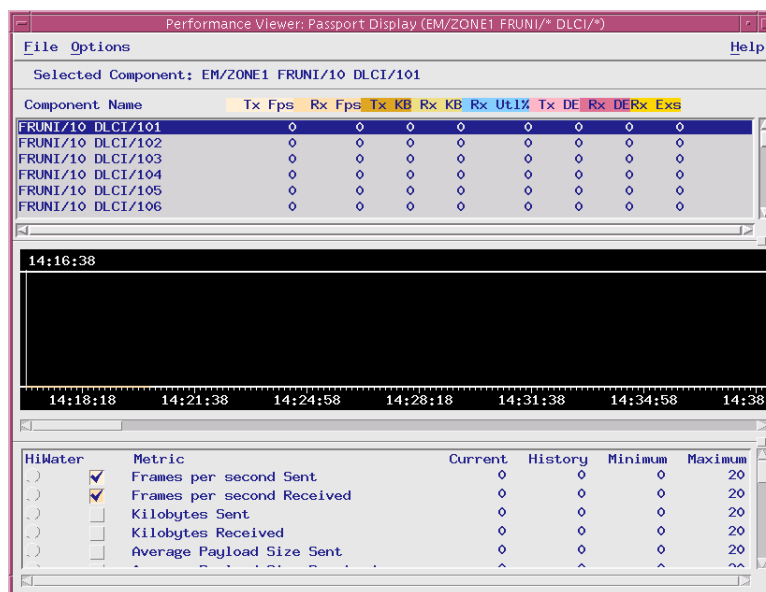 Performance Viewer: Passport Display (EM/ZONE1 FRUNI/* DLCI/*)
File Options Help
Selected Component: EM/ZONE1 FRUNI/10 DLCI/101
Component Name Tx Fps Rx Fps Tx KB Rx KB Rx Utl% Tx DE Rx DE Rx Exs
FRUNI/10 DLCI/101 0 0 0 0 0 0 0 0
FRUNI/10 DLCI/102 0 0 0 0 0 0 0 0
FRUNI/10 DLCI/103 0 0 0 0 0 0 0 0
FRUNI/10 DLCI/104 0 0 0 0 0 0 0 0
FRUNI/10 DLCI/105 0 0 0 0 0 0 0 0
FRUNI/10 DLCI/106 0 0 0 0 0 0 0 0
14:16:38
14:18:18 14:21:38 14:24:58 14:28:18 14:31:38 14:34:58 14:38
HiWater Metric Current History Minimum Maximum
Frames per second Sent 0 0 0 20
Frames per second Received 0 0 0 20
Kilobytes Sent 0 0 0 20
Kilobytes Received 0 0 0 20
Average Payload Size Sent 0 0 0 20